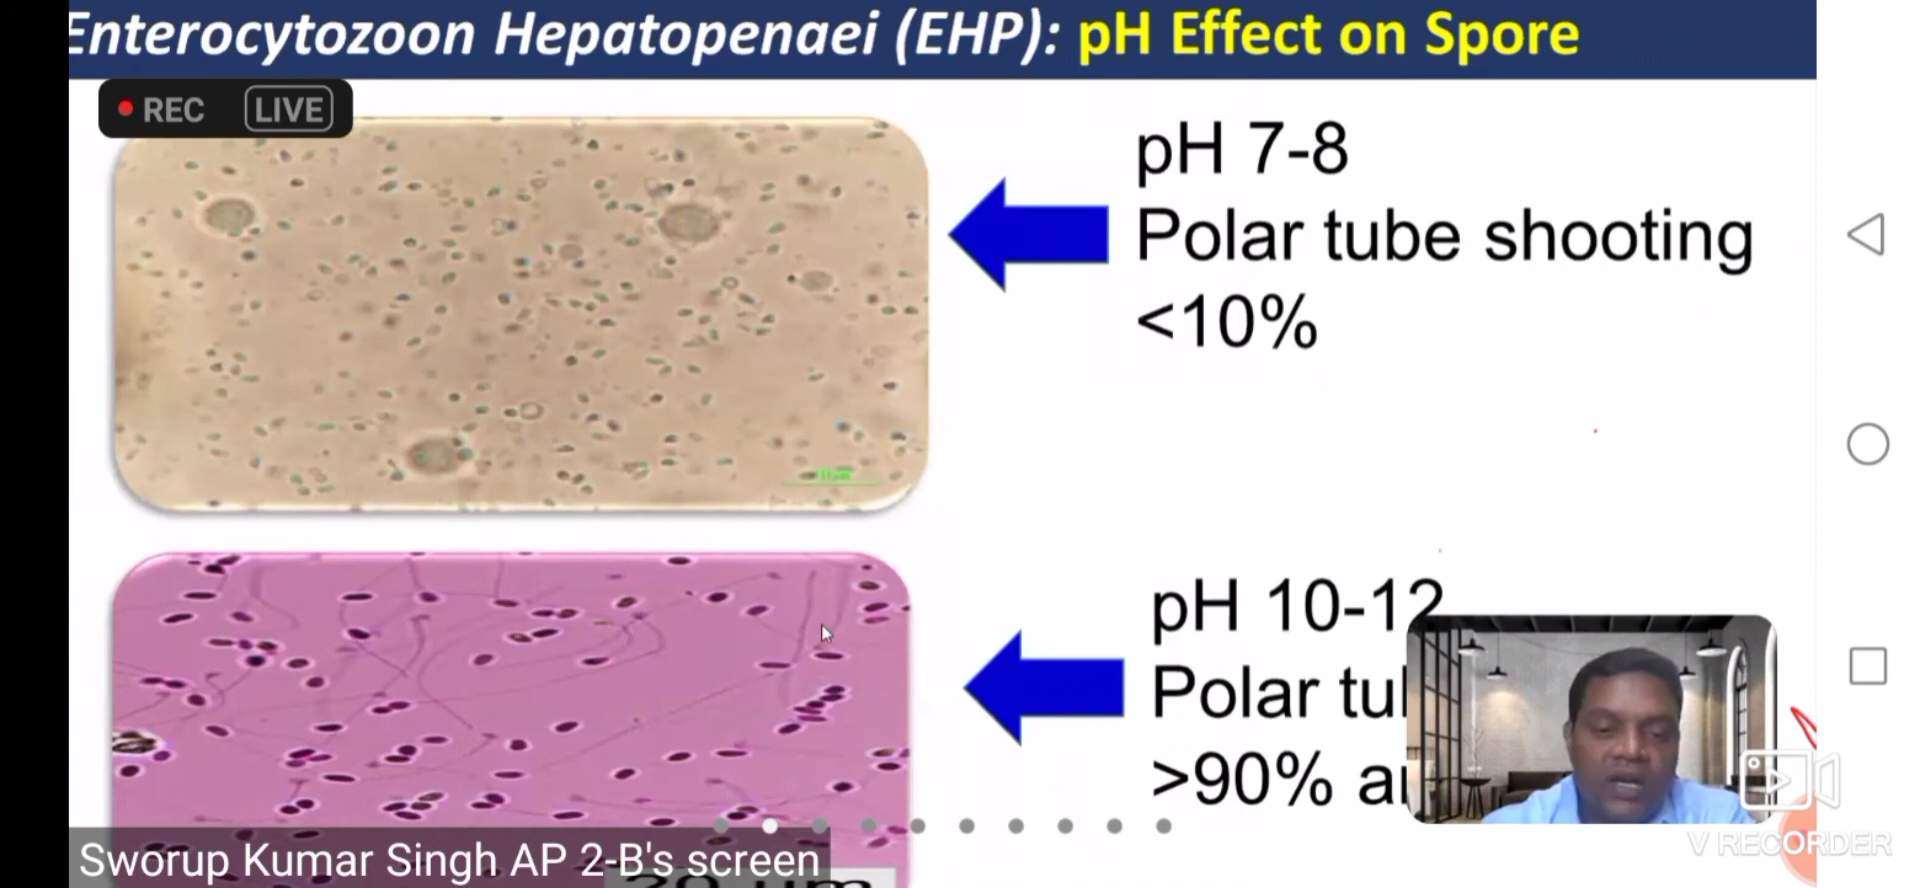 Enterocytozoon Hepatopenaei (EHP): pH Effect on Spore
REC LIVE
pH 7-8
Polar tube shooting
<10%
pH 10-12
Polar
>90%
V RECORDER
Sworup Kumar Singh AP 2-B's screen